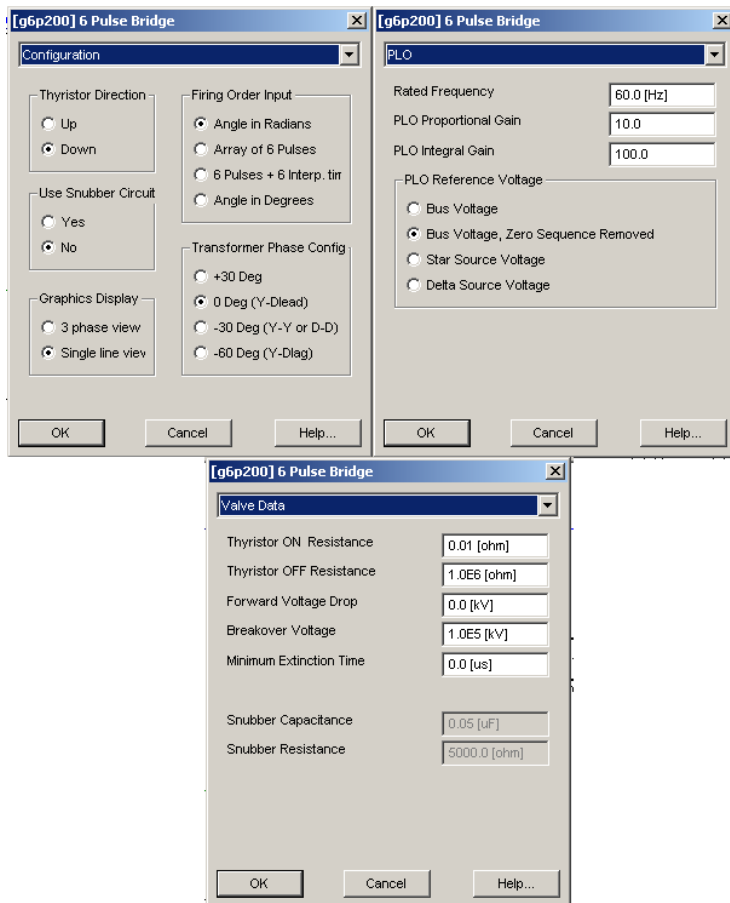 [g6p200] 6 Pulse Bridge
Configuration
Thyristor Direction
Up
Down
Use Snubber Circuit
Yes
No
Graphics Display
3 phase view
Single line view
Firing Order Input
Angle in Radians
Array of 6 Pulses
6 Pulses + 6 Interp. tim
Angle in Degrees
Transformer Phase Config
+30 Deg
0 Deg (Y-Dlead)
-30 Deg (Y-Y or D-D)
-60 Deg (Y-Dlag)
OK Cancel Help...
[g6p200] 6 Pulse Bridge
PLO
Rated Frequency 60.0 [Hz]
PLO Proportional Gain 10.0
PLO Integral Gain 100.0
PLO Reference Voltage
Bus Voltage
Bus Voltage, Zero Sequence Removed
Star Source Voltage
Delta Source Voltage
OK Cancel Help...
[g6p200] 6 Pulse Bridge
Valve Data
Thyristor ON Resistance 0.01 [ohm]
Thyristor OFF Resistance 1.0E6 [ohm]
Forward Voltage Drop 0.0 [kV]
Breakover Voltage 1.0E5 [kV]
Minimum Extinction Time 0.0 [us]
Snubber Capacitance 0.05 [uF]
Snubber Resistance 5000.0 [ohm]
OK Cancel Help...